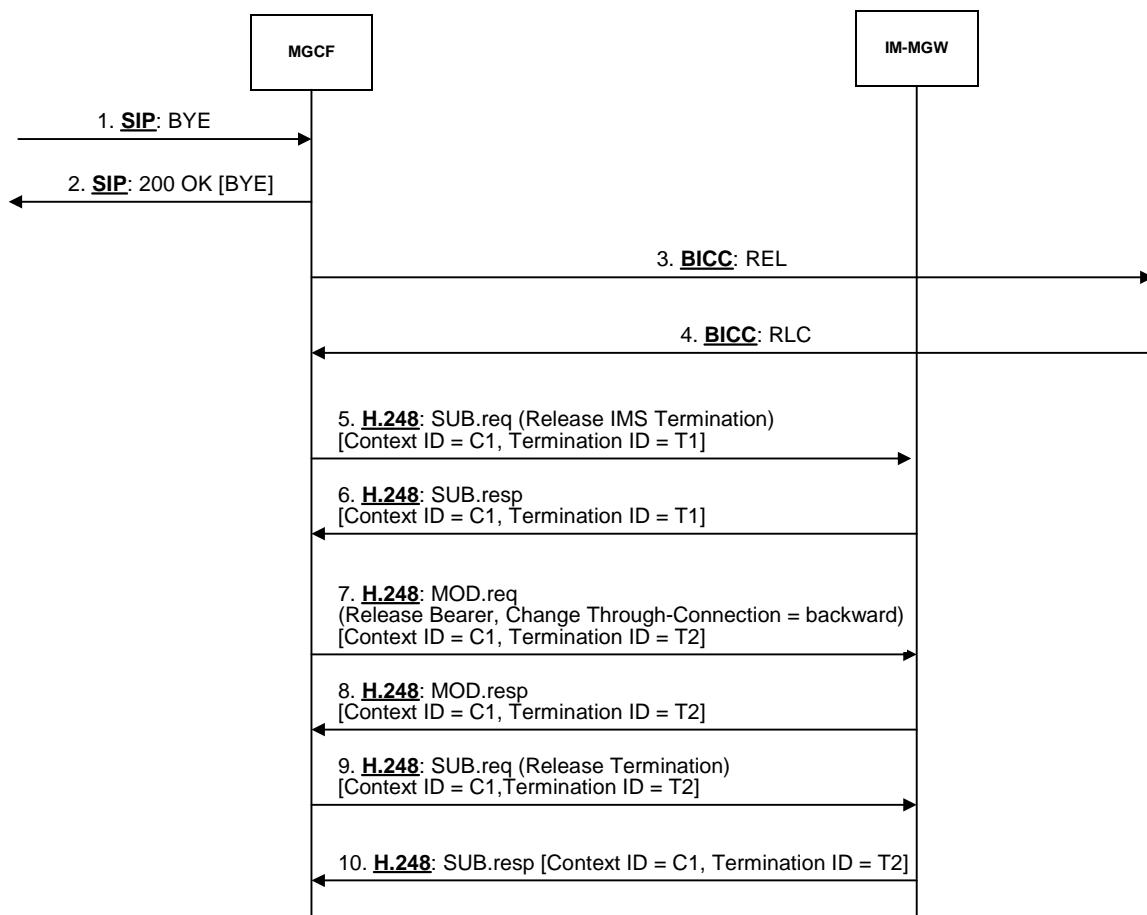 MGCF
IM-MGW
1. SIP: BYE
2. SIP: 200 OK [BYE]
3. BICC: REL
4. BICC: RLC
5. H.248: SUB.req (Release IMS Termination)
[Context ID = C1, Termination ID = T1]
6. H.248: SUB.resp
[Context ID = C1, Termination ID = T1]
7. H.248: MOD.req
(Release Bearer, Change Through-Connection = backward)
[Context ID = C1, Termination ID = T2]
8. H.248: MOD.resp
[Context ID = C1, Termination ID = T2]
9. H.248: SUB.req (Release Termination)
[Context ID = C1,Termination ID = T2]
10. H.248: SUB.resp [Context ID = C1, Termination ID = T2]